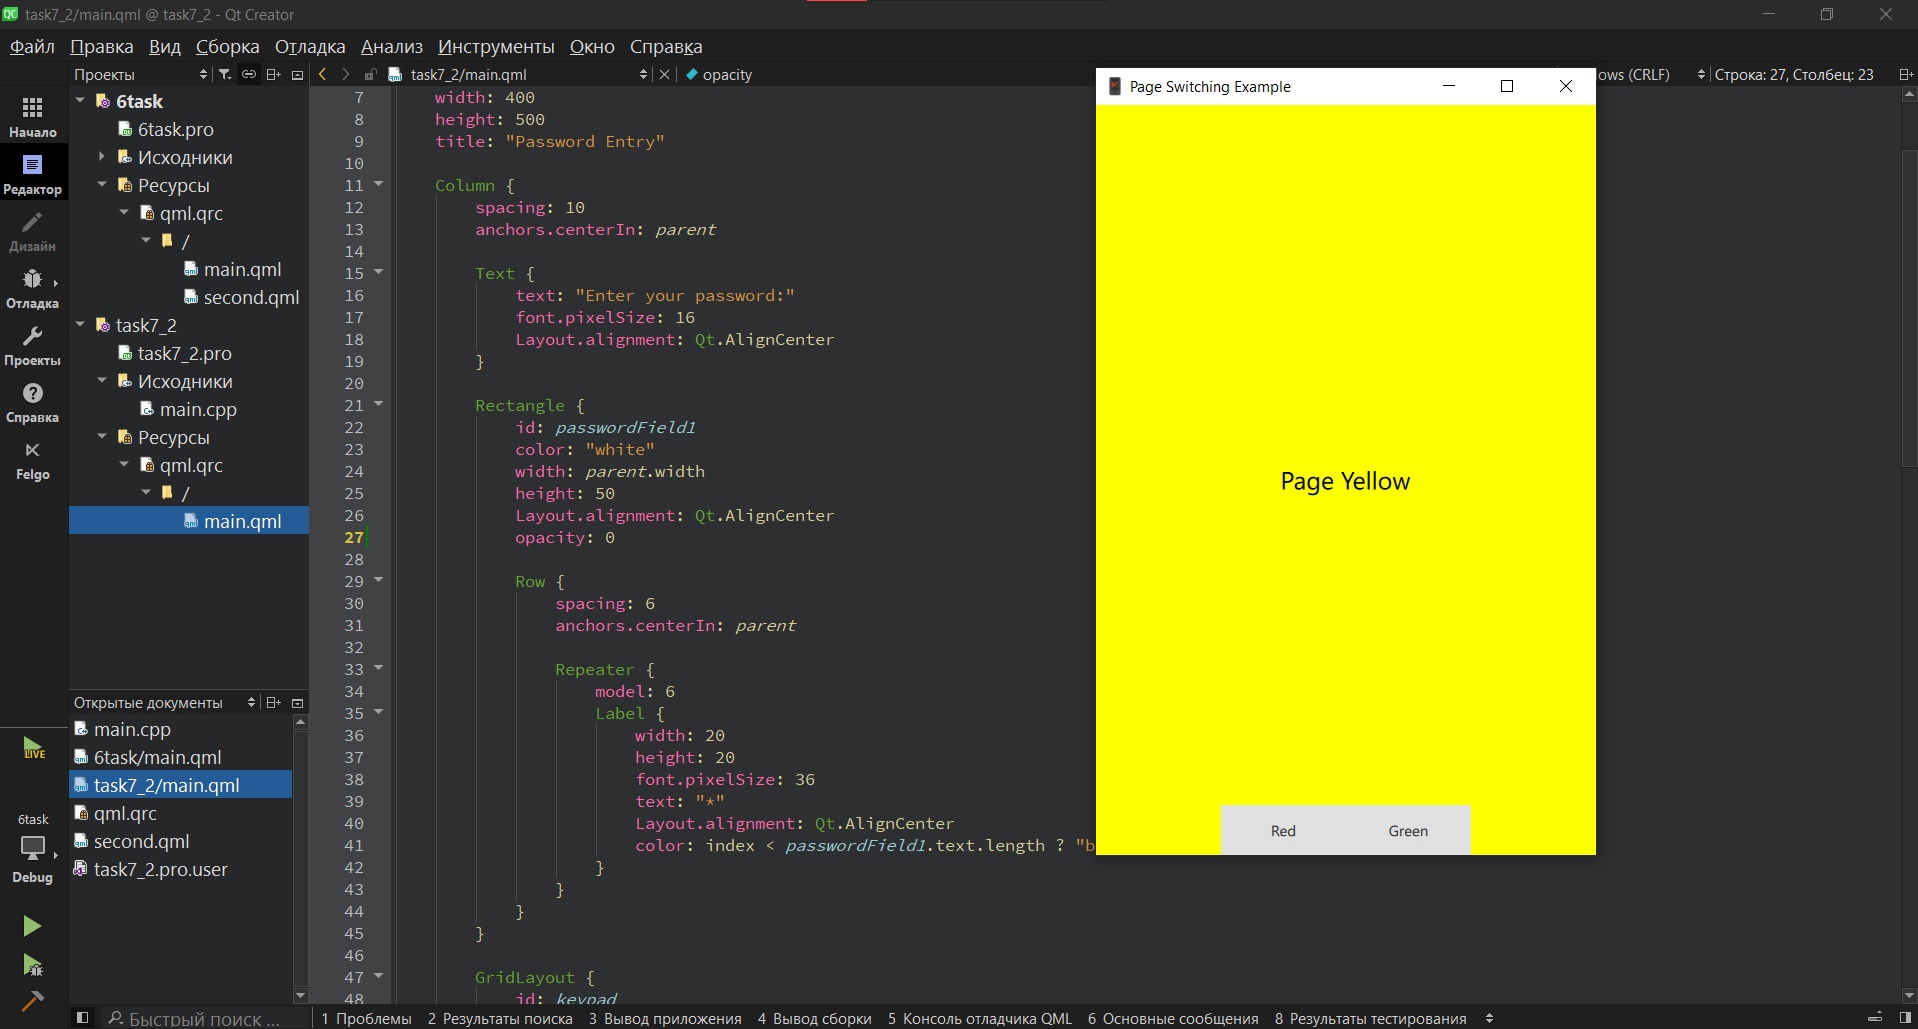 task7_2/main.qml @ task7_2 - Qt Creator
Файл Правка Вид Сборка Отладка Анализ Инструменты Окно Справка
Проекты
task7_2/main.qml
opacity
ows (CRLF)
Строка: 27, Столбец: 23
Начало
Редактор
Дизайн
Отладка
Проекты
Справка
Felgo
LIVE
6task
Debug
6task
6task.pro
Исходники
Ресурсы
qml.qrc
/
main.qml
second.qml
task7_2
task7_2.pro
Исходники
main.cpp
Ресурсы
qml.qrc
/
main.qml
Открытые документы
main.cpp
6task/main.qml
task7_2/main.qml
qml.qrc
second.qml
task7_2.pro.user
7 width: 400
8 height: 500
9 title: "Password Entry"
10
11 Column {
12 spacing: 10
13 anchors.centerIn: parent
14
15 Text {
16 text: "Enter your password:"
17 font.pixelSize: 16
18 Layout.alignment: Qt.AlignCenter
19 }
20
21 Rectangle {
22 id: passwordField1
23 color: "white"
24 width: parent.width
25 height: 50
26 Layout.alignment: Qt.AlignCenter
27 opacity: 0
28
29 Row {
30 spacing: 6
31 anchors.centerIn: parent
32
33 Repeater {
34 model: 6
35 Label {
36 width: 20
37 height: 20
38 font.pixelSize: 36
39 text: "*"
40 Layout.alignment: Qt.AlignCenter
41 color: index < passwordField1.text.length ? "b
42 }
43 }
44 }
45 }
46
47 GridLayout {
48 id: keypad
Page Switching Example
Page Yellow
Red Green
Быстрый поиск ...
1 Проблемы 2 Результаты поиска 3 Вывод приложения 4 Вывод сборки 5 Консоль отладчика QML 6 Основные сообщения 8 Результаты тестирования